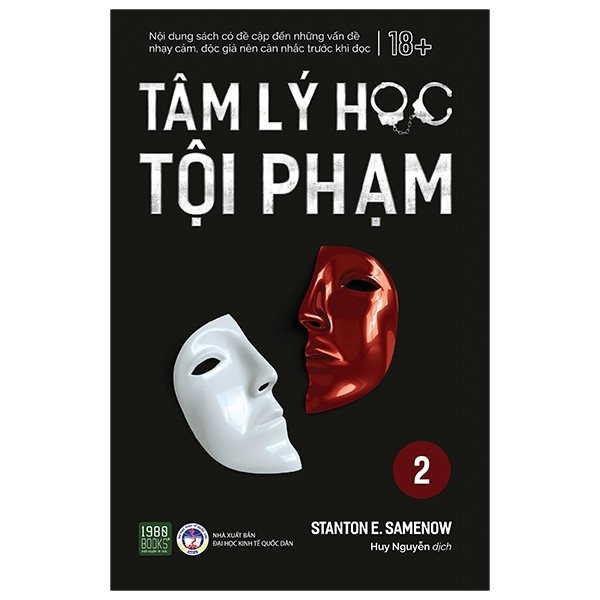 Nội dung sách có đề cập đến những vấn đề
nhạy cảm, độc giả nên cân nhắc trước khi đọc
18+
TÂM LÝ HỌC
TỘI PHẠM
2
STANTON E. SAMENOW
Huy Nguyễn dịch
1980
BOOKS
NHÀ XUẤT BẢN
ĐẠI HỌC KINH TẾ QUỐC DÂN